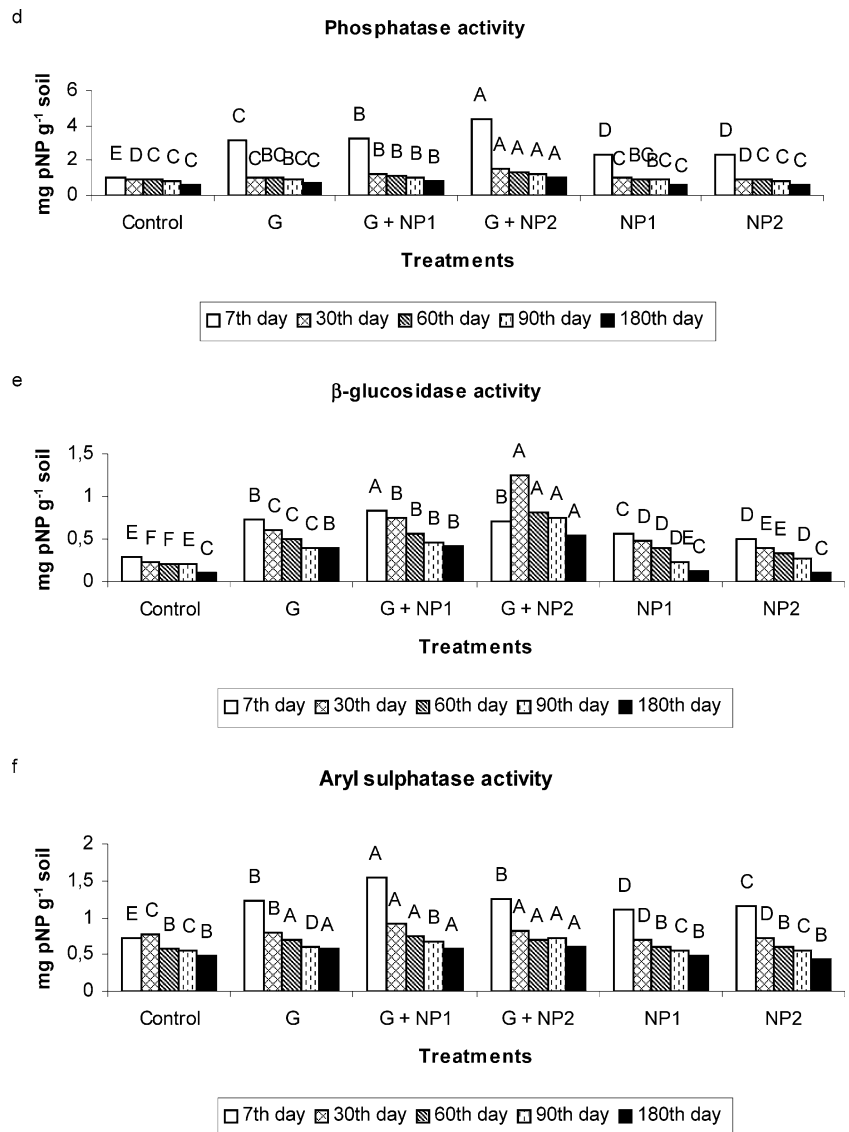 d
Phosphatase activity
mg pNP g⁻¹ soil
6
4
2
0
E D C C C
C C BC BC C
B B B B B
A A A A A
D C BC BC C
D D C C C
Control G G + NP1 G + NP2 NP1 NP2
Treatments
7th day 30th day 60th day 90th day 180th day
e
β-glucosidase activity
mg pNP g⁻¹ soil
1,5
1
0,5
0
E F F E C
B C C C B
A B B B B
B A A A A
C D D DE C
D E E D C
Control G G + NP1 G + NP2 NP1 NP2
Treatments
7th day 30th day 60th day 90th day 180th day
f
Aryl sulphatase activity
mg pNP g⁻¹ soil
2
1,5
1
0,5
0
E C B C B
B B A D A
A A A B A
B A A A A
D D B C B
C D B C B
Control G G + NP1 G + NP2 NP1 NP2
Treatments
7th day 30th day 60th day 90th day 180th day